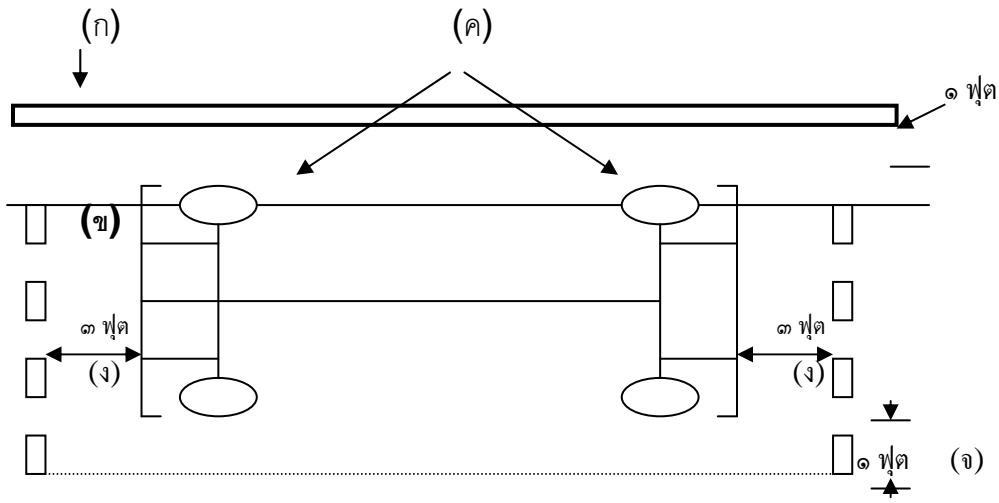 (ก) (ค)
๑ ฟุต
(ข)
๓ ฟุต ๓ ฟุต
(ง) (ง)
๑ ฟุต (จ)